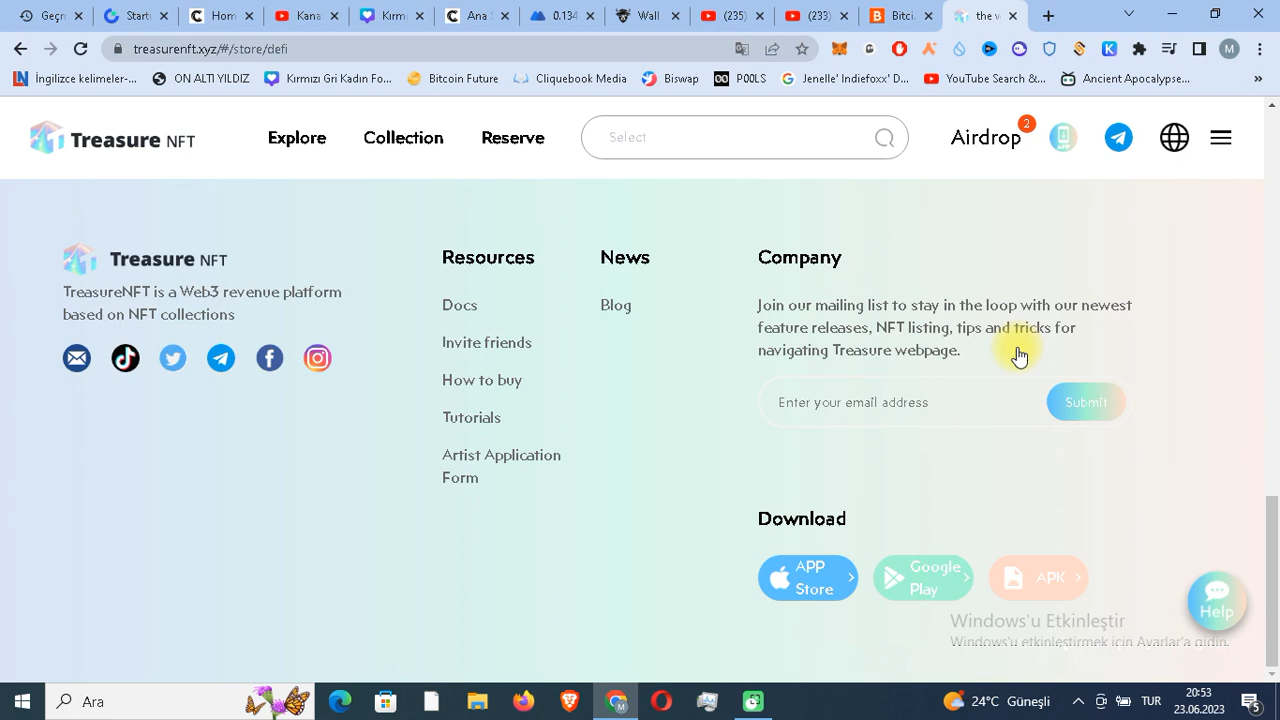 Geçm
Start
Horr
Kana
Kırmı
Ana S
0.134
Wall
(235)
(233)
Bitci
the v
treasurenft.xyz/#/store/defi
M
İngilizce kelimeler-...
ON ALTI YILDIZ
Kırmızı Gri Kadın Fo...
Bitcoin Future
Cliquebook Media
Biswap
P00LS
Jenelle' Indiefoxx' D...
YouTube Search &...
Ancient Apocalypse...
»
Treasure NFT
Explore
Collection
Reserve
Select
Airdrop
2
APP
Treasure NFT
TreasureNFT is a Web3 revenue platform
based on NFT collections
Resources
Docs
Invite friends
How to buy
Tutorials
Artist Application
Form
News
Blog
Company
Join our mailing list to stay in the loop with our newest
feature releases, NFT listing, tips and tricks for
navigating Treasure webpage.
Enter your email address
Submit
Download
APP
Store
Google
Play
APK
Help
Windows'u Etkinleştir
Windows'u etkinleştirmek için Ayarlar'a gidin.
Ara
24°C Güneşli
TUR
20:53
23.06.2023
5